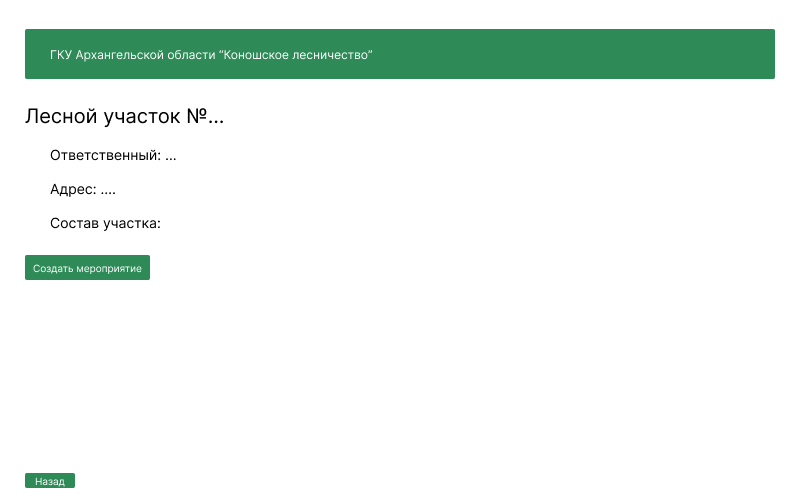 ГКУ Архангельской области “Коношское лесничество”
Лесной участок №...
Ответственный: ...
Адрес: ....
Состав участка:
Создать мероприятие
Назад